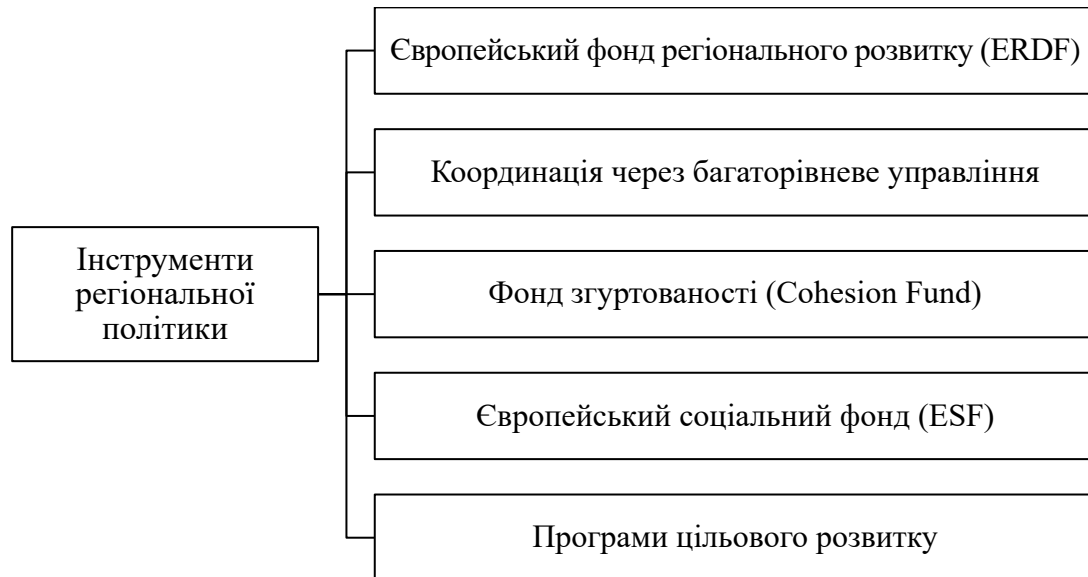 Інструменти
регіональної
політики
Європейський фонд регіонального розвитку (ERDF)
Координація через багаторівневе управління
Фонд згуртованості (Cohesion Fund)
Європейський соціальний фонд (ESF)
Програми цільового розвитку